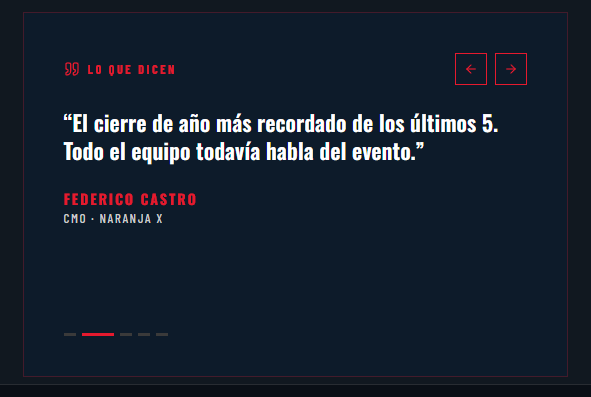 LO QUE DICEN
“El cierre de año más recordado de los últimos 5.
Todo el equipo todavía habla del evento.”
FEDERICO CASTRO
CMO · NARANJA X